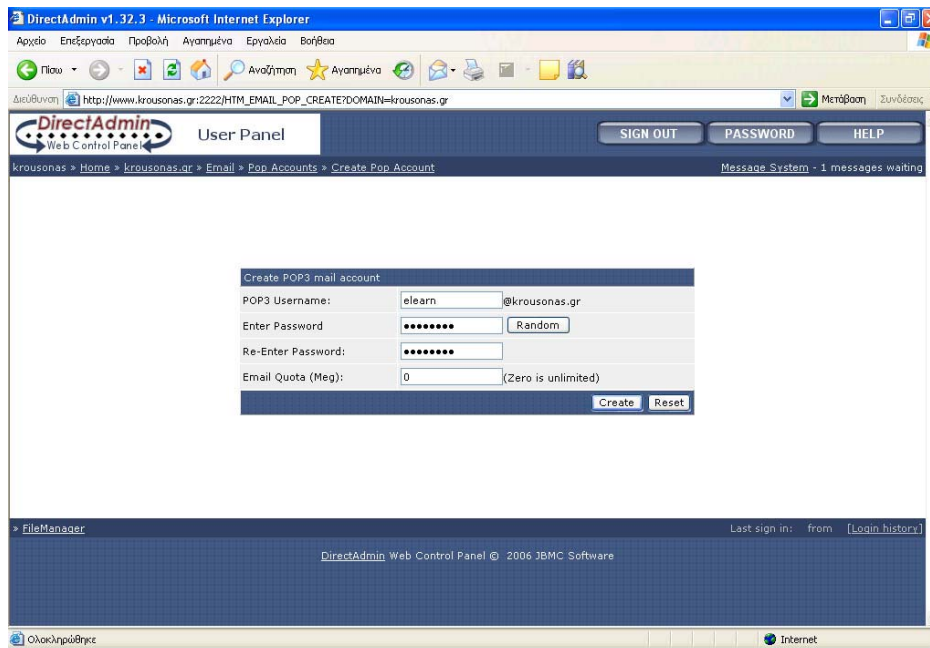 DirectAdmin v1.32.3 - Microsoft Internet Explorer
Αρχείο Επεξεργασία Προβολή Αγαπημένα Εργαλεία Βοήθεια
Πίσω Αναζήτηση Αγαπημένα
Διεύθυνση http://www.krousonas.gr:2222/HTM_EMAIL_POP_CREATE?DOMAIN=krousonas.gr Μετάβαση Συνδέσεις
DirectAdmin
Web Control Panel
User Panel
SIGN OUT PASSWORD HELP
krousonas » Home » krousonas.gr » Email » Pop Accounts » Create Pop Account Message System - 1 messages waiting
Create POP3 mail account
POP3 Username: elearn @krousonas.gr
Enter Password •••••••• Random
Re-Enter Password: ••••••••
Email Quota (Meg): 0 (Zero is unlimited)
Create Reset
» FileManager Last sign in: from [Login history]
DirectAdmin Web Control Panel © 2006 JBMC Software
Ολοκληρώθηκε Internet